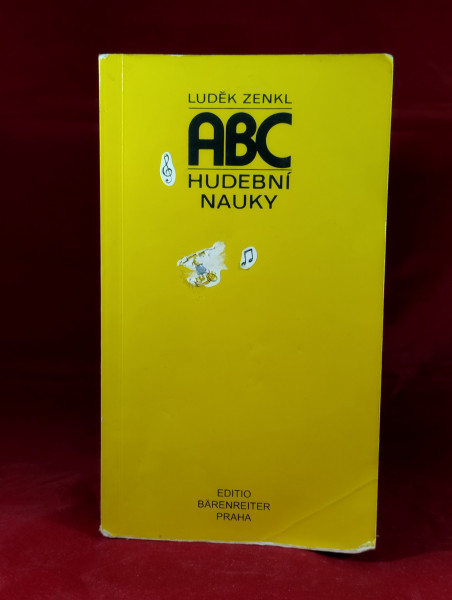 LUDĚK ZENKL
ABC
HUDEBNÍ
NAUKY
EDITIO
BÄRENREITER
PRAHA